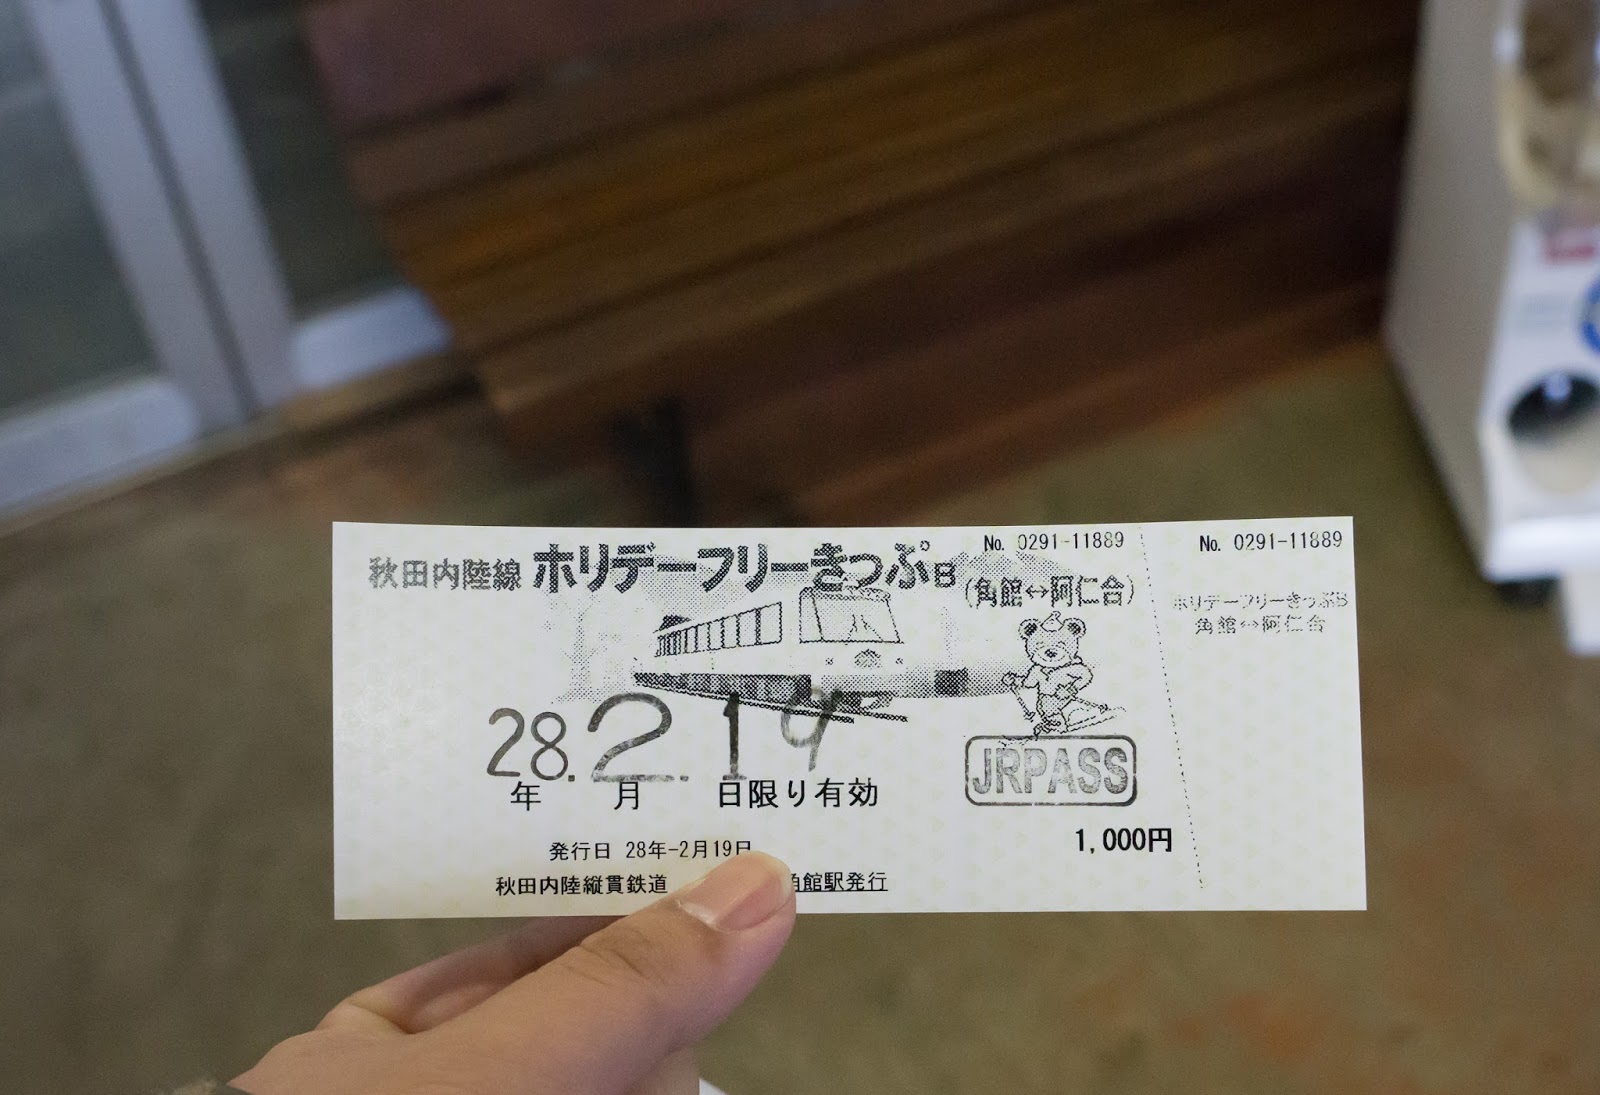 秋田内陸線 ホリデーフリーきっぷB
No. 0291-11889
(角館↔阿仁合)
28.2.19
年 月 日限り有効
JRPASS
1,000円
発行日 28年-2月19日
秋田内陸縦貫鉄道 角館駅発行
No. 0291-11889
ホリデーフリーきっぷB
角館↔阿仁合